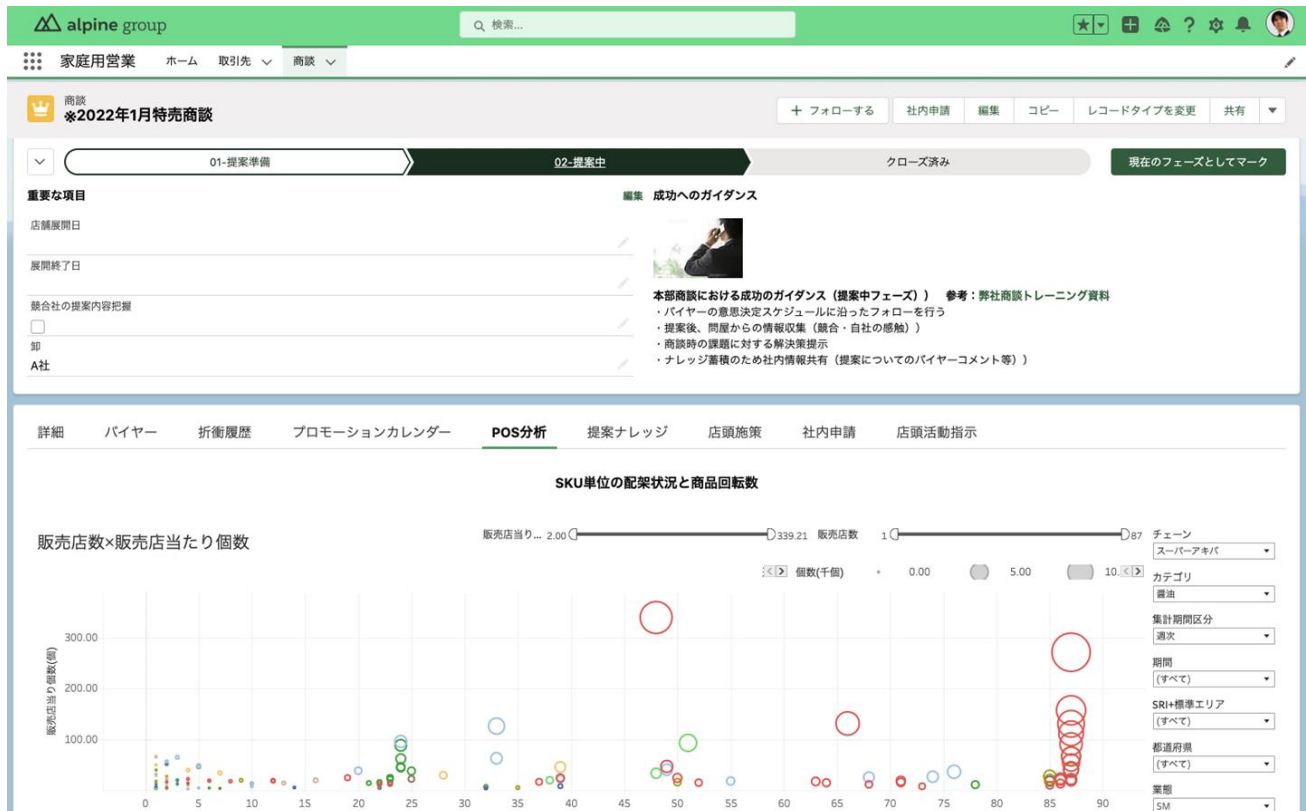 alpine group
検索...
家庭用営業 ホーム 取引先 商談
商談
※2022年1月特売商談
フォローする 社内申請 編集 コピー レコードタイプを変更 共有
01-提案準備 02-提案中 クローズ済み 現在のフェーズとしてマーク
重要な項目 編集 成功へのガイダンス
店舗展開日
展開終了日
競合社の提案内容把握
卸
A社
本部商談における成功のガイダンス（提案中フェーズ）） 参考：弊社商談トレーニング資料
・バイヤーの意思決定スケジュールに沿ったフォローを行う
・提案後、問屋からの情報収集（競合・自社の感触））
・商談時の課題に対する解決策提示
・ナレッジ蓄積のため社内情報共有（提案についてのバイヤーコメント等））
詳細 バイヤー 折衝履歴 プロモーションカレンダー POS分析 提案ナレッジ 店頭施策 社内申請 店頭活動指示
SKU単位の配架状況と商品回転数
販売店数×販売店当たり個数
販売店当り... 2.00 339.21 販売店数 1 87
個数(千個) 0.00 5.00 10.
チェーン
スーパーアキバ
カテゴリ
醤油
集計期間区分
週次
期間
(すべて)
SRI+標準エリア
(すべて)
都道府県
(すべて)
業態
SM
販売店当り個数(個)
300.00
200.00
100.00
0 5 10 15 20 25 30 35 40 45 50 55 60 65 70 75 80 85 90